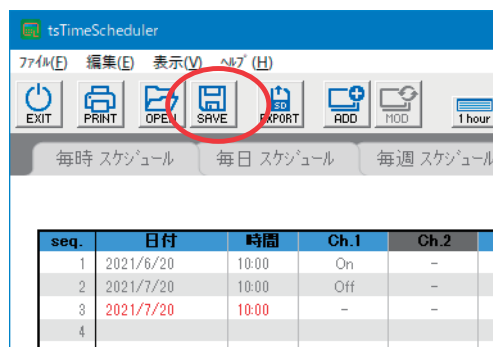 tsTimeScheduler
ﾌｧｲﾙ(F) 編集(E) 表示(V) ﾍﾙﾌﾟ(H)
EXIT PRINT OPEN SAVE EXPORT ADD MOD 1 hour
毎時 ｽｹｼﾞｭｰﾙ 毎日 ｽｹｼﾞｭｰﾙ 毎週 ｽｹｼﾞｭｰﾙ
seq. 日付 時間 Ch.1 Ch.2
1 2021/6/20 10:00 On -
2 2021/7/20 10:00 Off -
3 2021/7/20 10:00 - -
4